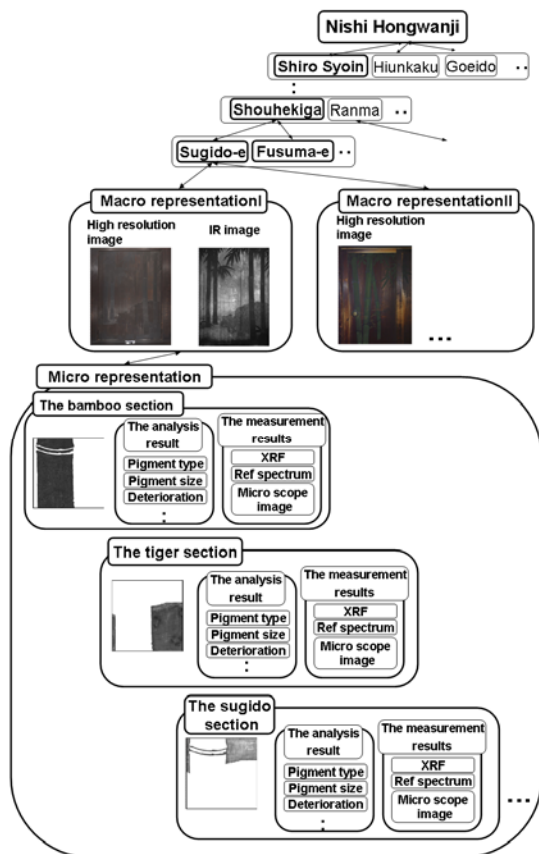 Nishi Hongwanji
Shiro Syoin Hiunkaku Goeido ..
:
Shouhekiga Ranma ..
Sugido-e Fusuma-e ..
Macro representationI Macro representationII
High resolution
image
IR image
High resolution
image
...
Micro representation
The bamboo section
The analysis
result
Pigment type
Pigment size
Deterioration
:
The measurement
results
XRF
Ref spectrum
Micro scope
image
The tiger section
The analysis
result
Pigment type
Pigment size
Deterioration
:
The measurement
results
XRF
Ref spectrum
Micro scope
image
The sugido
section
The analysis
result
Pigment type
Pigment size
Deterioration
:
The measurement
results
XRF
Ref spectrum
Micro scope
image
...